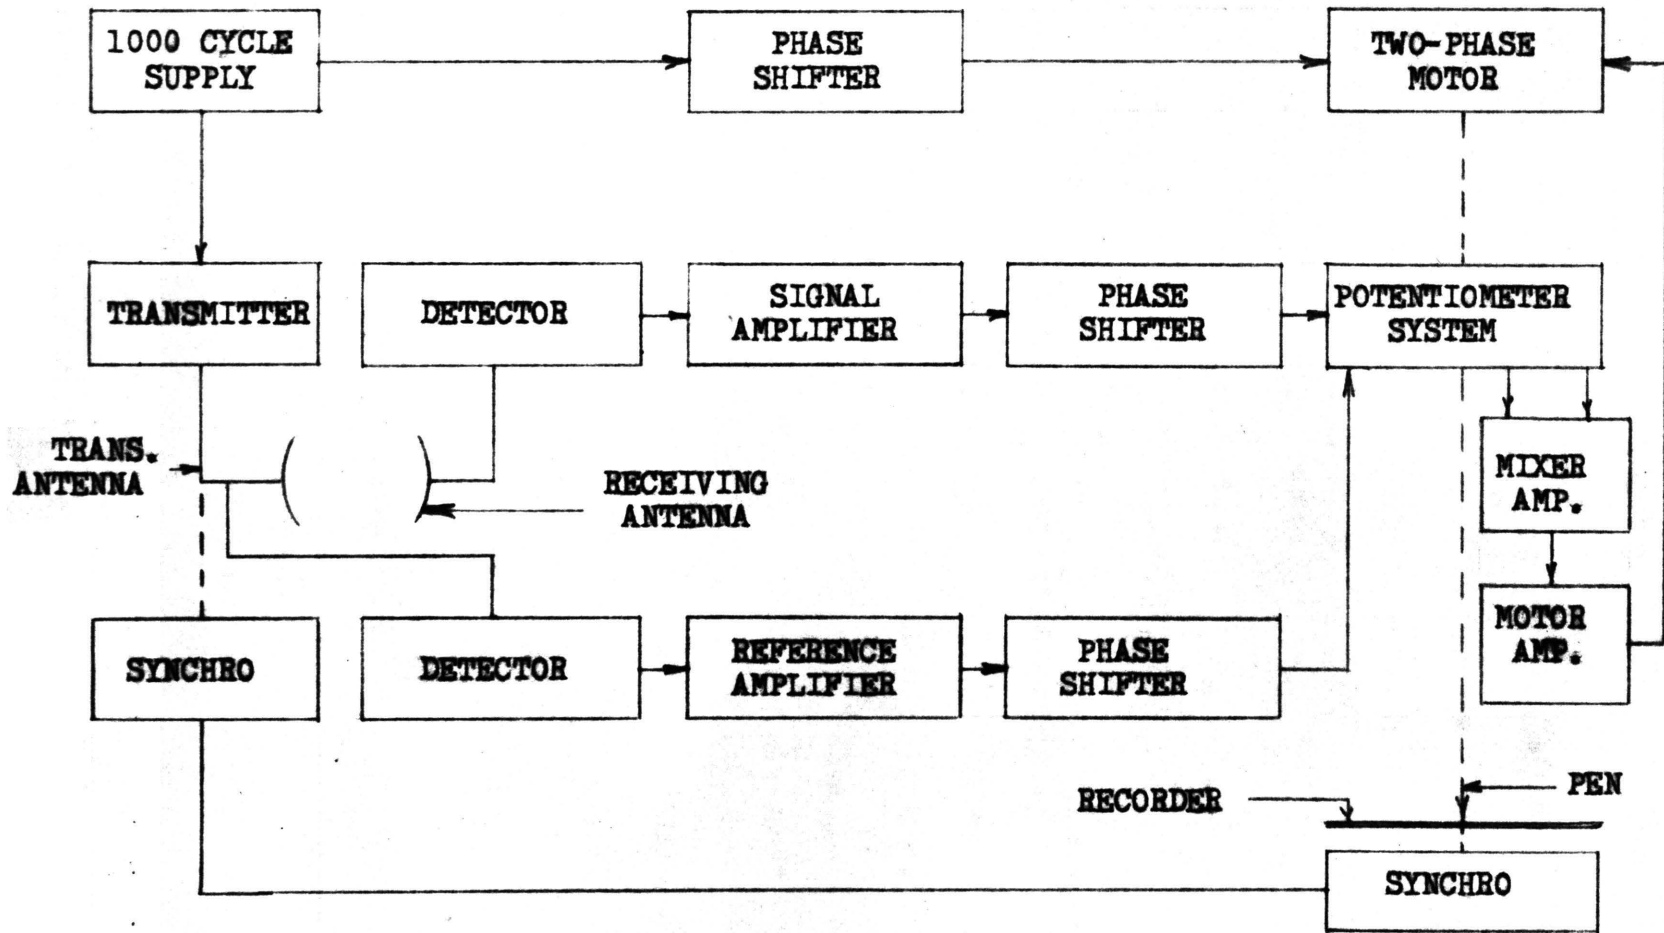 1000 CYCLE
SUPPLY
PHASE
SHIFTER
TWO-PHASE
MOTOR
TRANSMITTER
DETECTOR
SIGNAL
AMPLIFIER
PHASE
SHIFTER
POTENTIOMETER
SYSTEM
TRANS.
ANTENNA
RECEIVING
ANTENNA
MIXER
AMP.
SYNCHRO
DETECTOR
REFERENCE
AMPLIFIER
PHASE
SHIFTER
MOTOR
AMP.
RECORDER
PEN
SYNCHRO